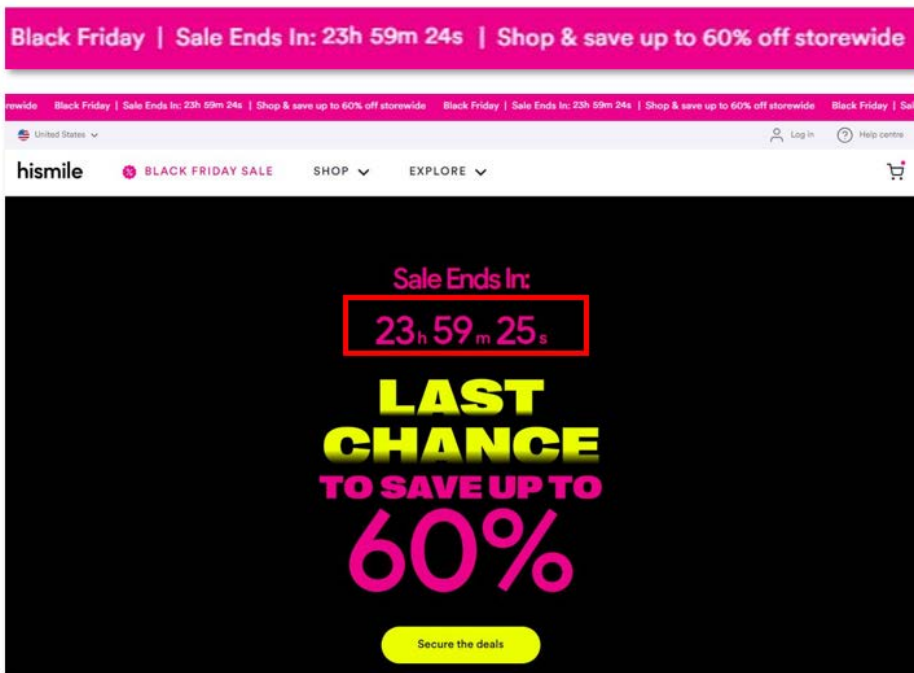 Black Friday | Sale Ends In: 23h 59m 24s | Shop & save up to 60% off storewide
rewide Black Friday | Sale Ends In: 23h 59m 24s | Shop & save up to 60% off storewide Black Friday | Sale Ends In: 23h 59m 24s | Shop & save up to 60% off storewide Black Friday | Sal
United States Log in ? Help centre
hismile % BLACK FRIDAY SALE SHOP EXPLORE
Sale Ends In:
23h 59m 25s
LAST
CHANCE
TO SAVE UP TO
60%
Secure the deals